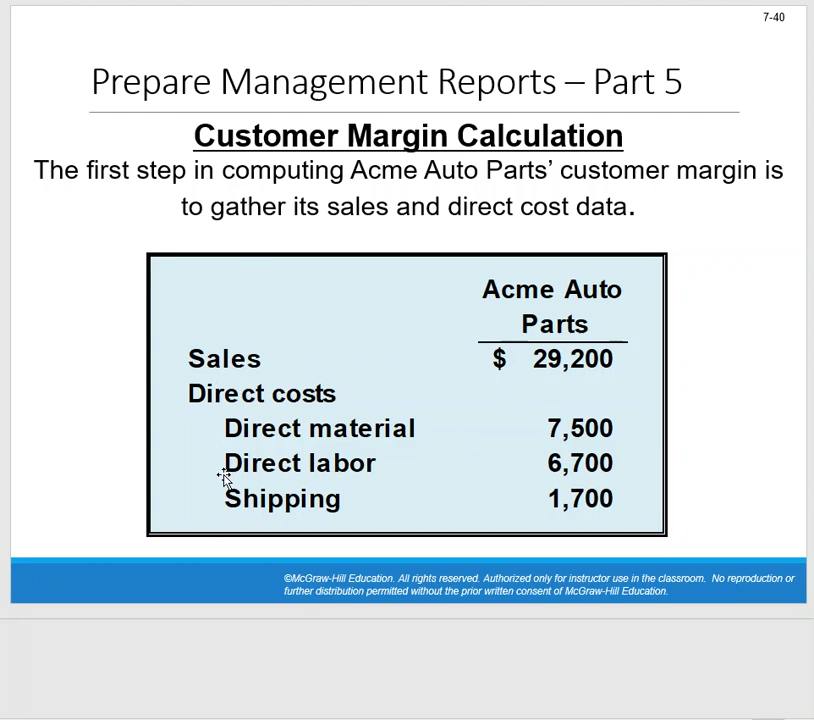 7-40
Prepare Management Reports – Part 5
Customer Margin Calculation
The first step in computing Acme Auto Parts’ customer margin is
to gather its sales and direct cost data.
Acme Auto
Parts
Sales $ 29,200
Direct costs
Direct material 7,500
Direct labor 6,700
Shipping 1,700
©McGraw-Hill Education. All rights reserved. Authorized only for instructor use in the classroom. No reproduction or
further distribution permitted without the prior written consent of McGraw-Hill Education.